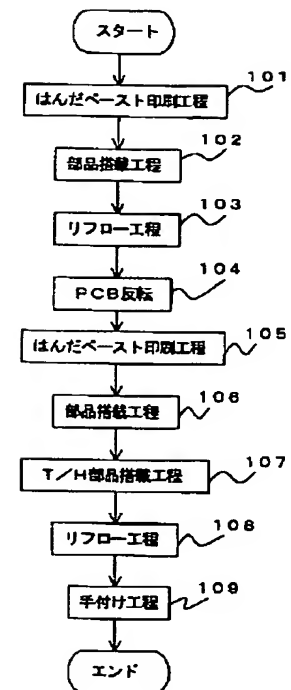 スタート
101
はんだペースト印刷工程
102
部品搭載工程
103
リフロー工程
104
PCB反転
105
はんだペースト印刷工程
106
部品搭載工程
107
T/H部品搭載工程
108
リフロー工程
109
手付け工程
エンド